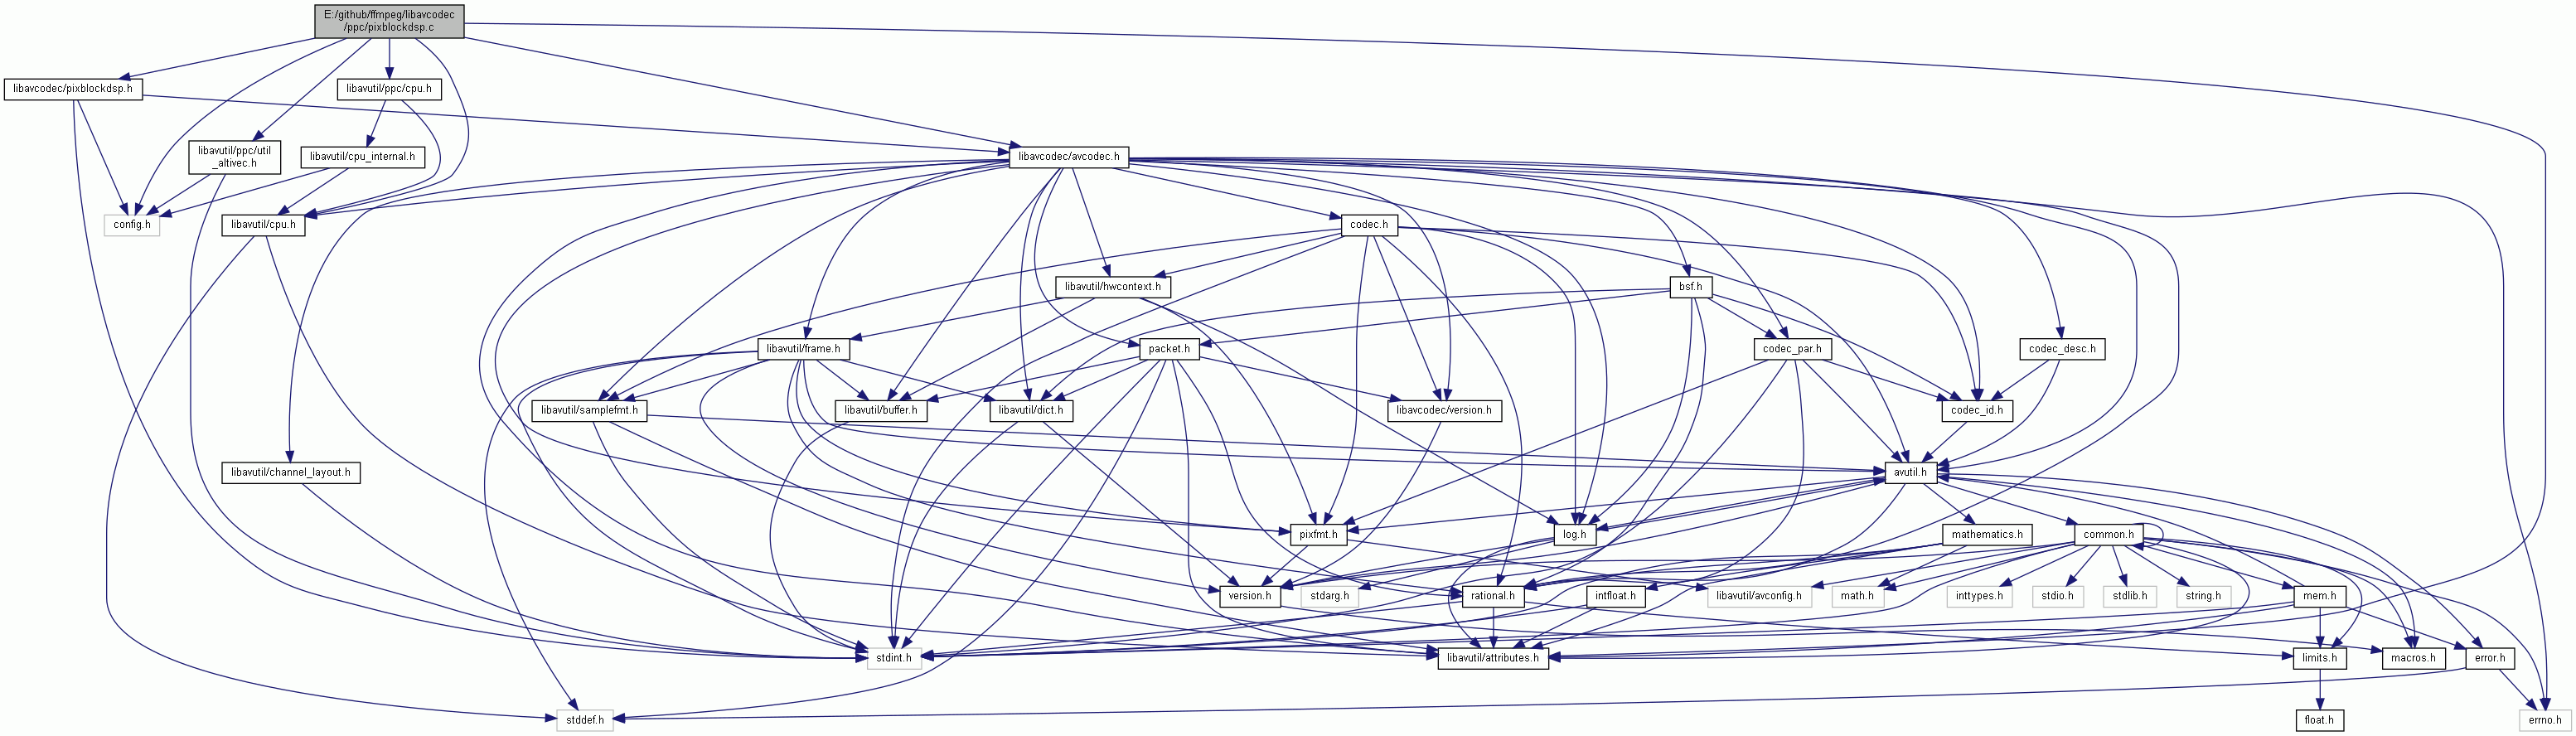 E:/github/ffmpeg/libavcodec
/ppc/pixblockdsp.c
libavcodec/pixblockdsp.h
libavutil/ppc/cpu.h
libavutil/ppc/util
_altivec.h
libavutil/cpu_internal.h
libavcodec/avcodec.h
config.h
libavutil/cpu.h
codec.h
libavutil/hwcontext.h
bsf.h
libavutil/frame.h
packet.h
codec_par.h
codec_desc.h
libavutil/samplefmt.h
libavutil/buffer.h
libavutil/dict.h
libavcodec/version.h
codec_id.h
libavutil/channel_layout.h
avutil.h
pixfmt.h
log.h
mathematics.h
common.h
version.h
stdarg.h
rational.h
intfloat.h
libavutil/avconfig.h
math.h
inttypes.h
stdio.h
stdlib.h
string.h
mem.h
stdint.h
libavutil/attributes.h
limits.h
macros.h
error.h
stddef.h
float.h
errno.h